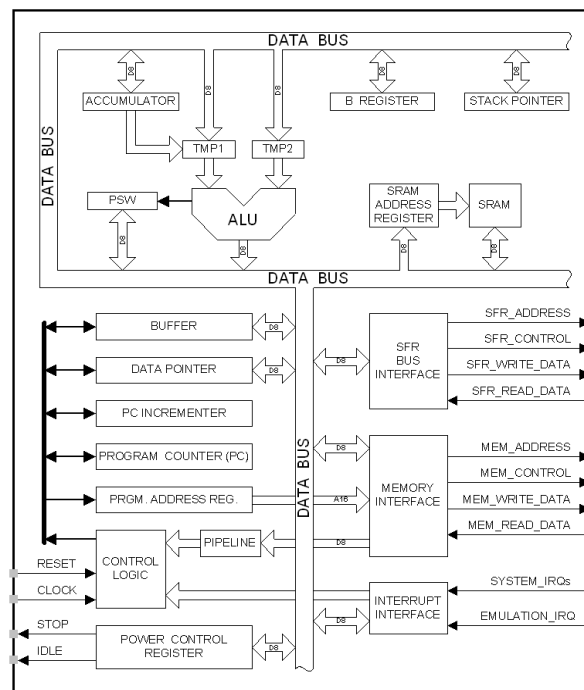 DATA BUS
D8
D8
D8
D8
D8
ACCUMULATOR
B REGISTER
STACK POINTER
DATA BUS
TMP1
TMP2
PSW
ALU
SRAM
ADDRESS
REGISTER
SRAM
D8
D8
D8
D8
DATA BUS
BUFFER
D8
SFR
BUS
INTERFACE
D8
SFR_ADDRESS
SFR_CONTROL
SFR_WRITE_DATA
SFR_READ_DATA
DATA POINTER
D8
PC INCREMENTER
PROGRAM COUNTER (PC)
PRGM. ADDRESS REG.
A16
DATA BUS
D8
MEMORY
INTERFACE
MEM_ADDRESS
MEM_CONTROL
MEM_WRITE_DATA
MEM_READ_DATA
CONTROL
LOGIC
PIPELINE
D8
RESET
CLOCK
INTERRUPT
INTERFACE
SYSTEM_IRQs
EMULATION_IRQ
D8
STOP
IDLE
POWER CONTROL
REGISTER
D8